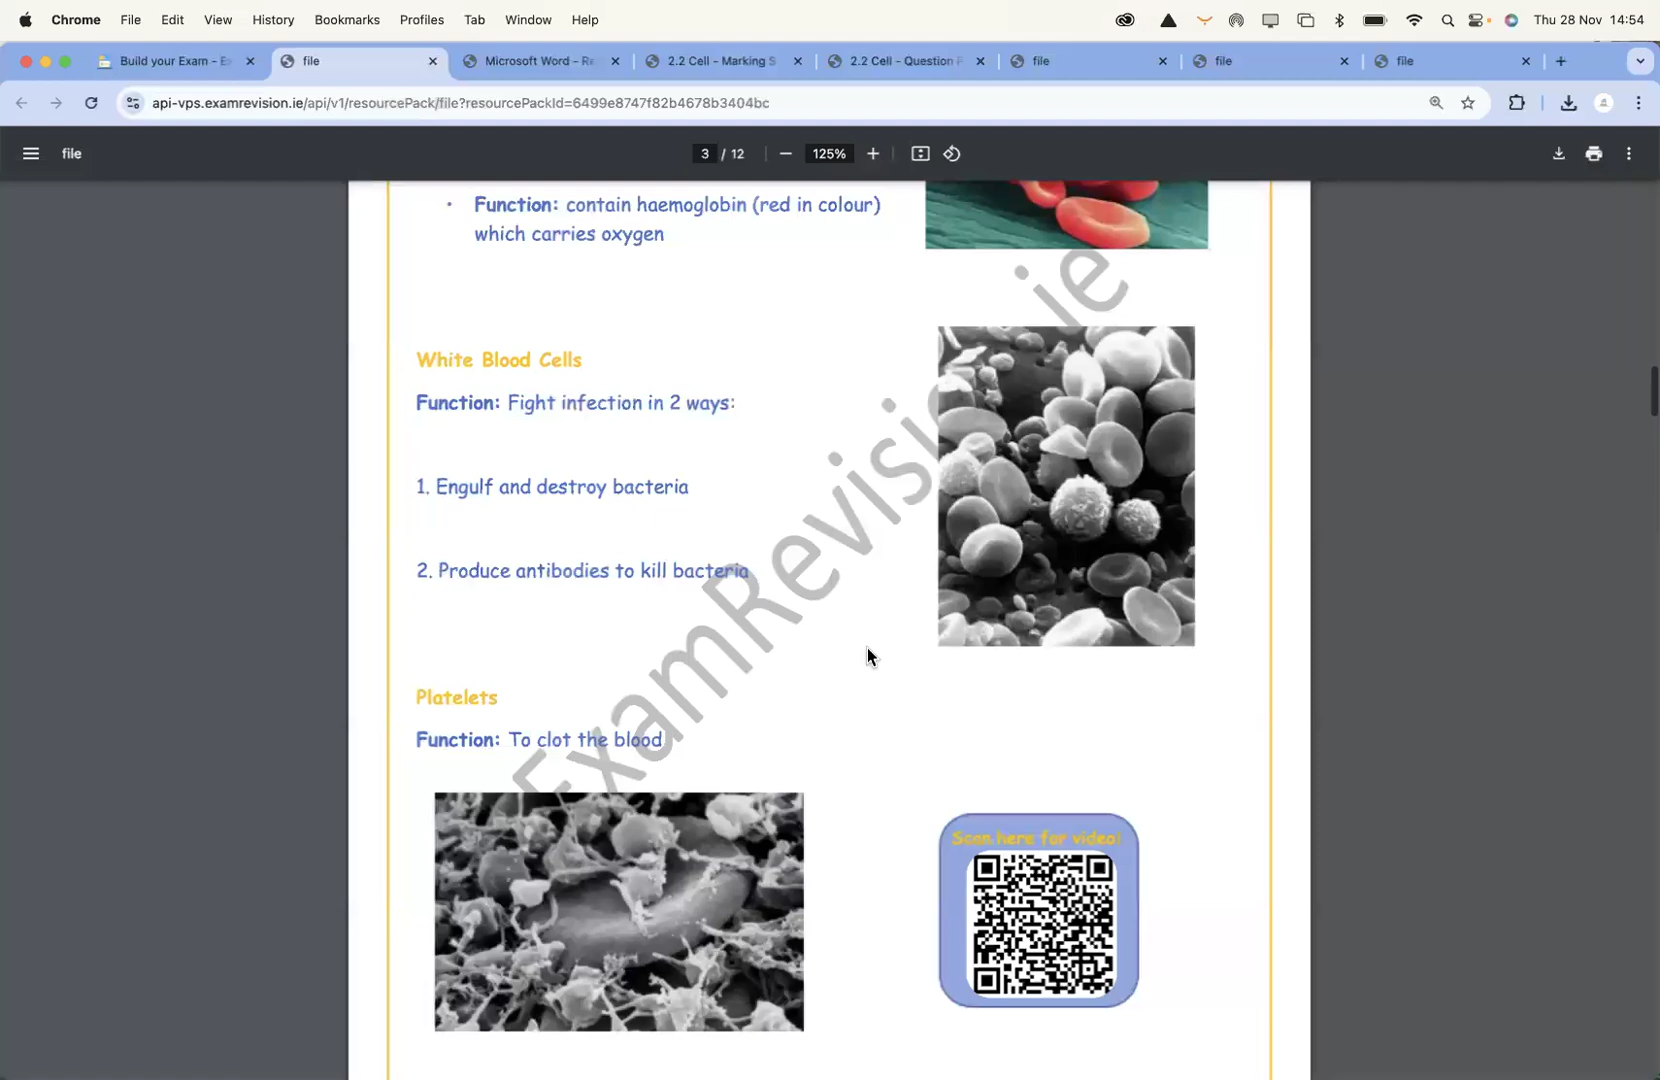 Chrome File Edit View History Bookmarks Profiles Tab Window Help Thu 28 Nov 14:54
Build your Exam - E file Microsoft Word - Re 2.2 Cell - Marking S 2.2 Cell - Question P file file file
api-vps.examrevision.ie/api/v1/resourcePack/file?resourcePackId=6499e8747f82b4678b3404bc
file 3 / 12 125%
• Function: contain haemoglobin (red in colour)
which carries oxygen
White Blood Cells
Function: Fight infection in 2 ways:
1. Engulf and destroy bacteria
2. Produce antibodies to kill bacteria
Platelets
Function: To clot the blood
Scan here for video!
ExamRevision.ie